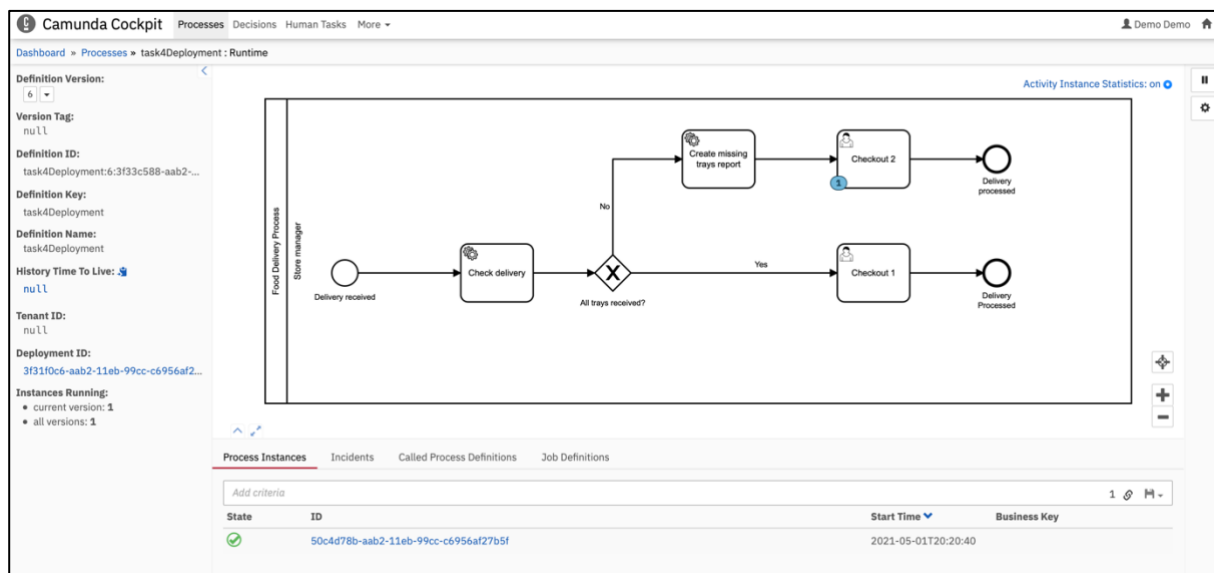 Camunda Cockpit Processes Decisions Human Tasks More
Demo Demo
Dashboard » Processes » task4Deployment : Runtime
Definition Version:
6
Version Tag:
null
Definition ID:
task4Deployment:6:3f33c588-aab2-...
Definition Key:
task4Deployment
Definition Name:
task4Deployment
History Time To Live:
null
Tenant ID:
null
Deployment ID:
3f31f0c6-aab2-11eb-99cc-c6956af2...
Instances Running:
current version: 1
all versions: 1
Activity Instance Statistics: on
Food Delivery Process
Store manager
Delivery received
Check delivery
All trays received?
No
Create missing
trays report
Checkout 2
1
Delivery
processed
Yes
Checkout 1
Delivery
Processed
Process Instances Incidents Called Process Definitions Job Definitions
Add criteria 1
State ID Start Time Business Key
50c4d78b-aab2-11eb-99cc-c6956af27b5f 2021-05-01T20:20:40